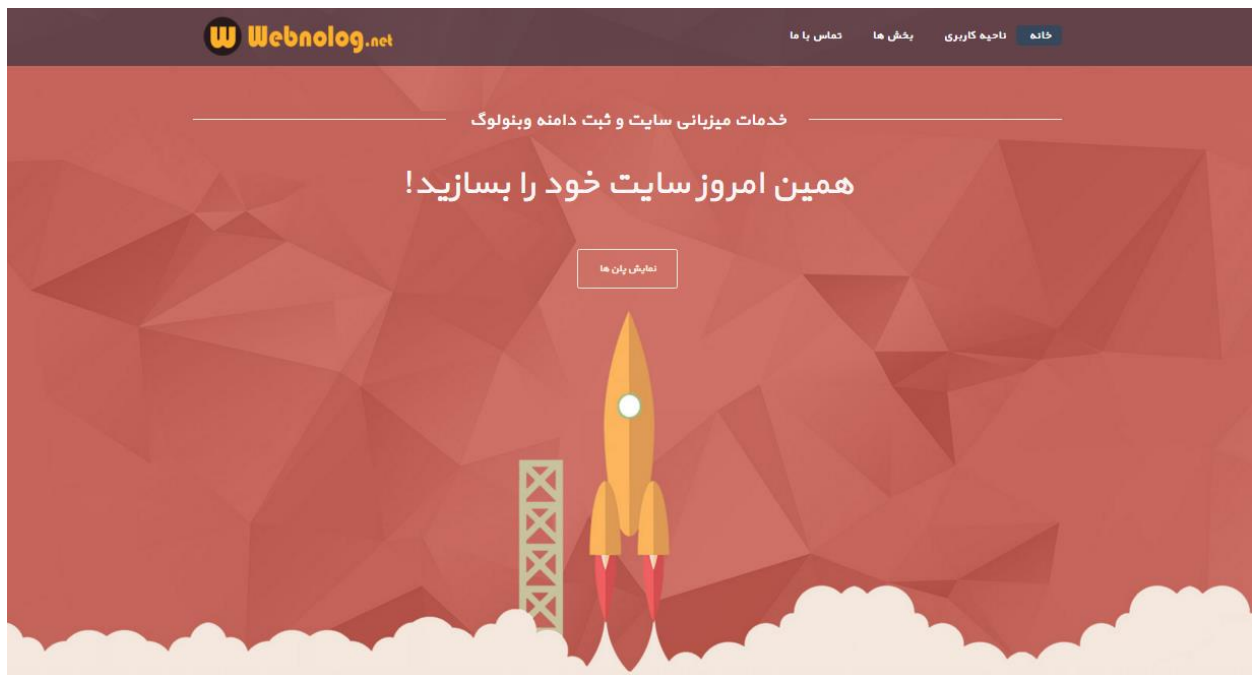 W Webnolog.net
خانه ناحیه کاربری بخش ها تماس با ما
خدمات میزبانی سایت و ثبت دامنه وبنولوگ
همین امروز سایت خود را بسازید!
نمایش پلن ها